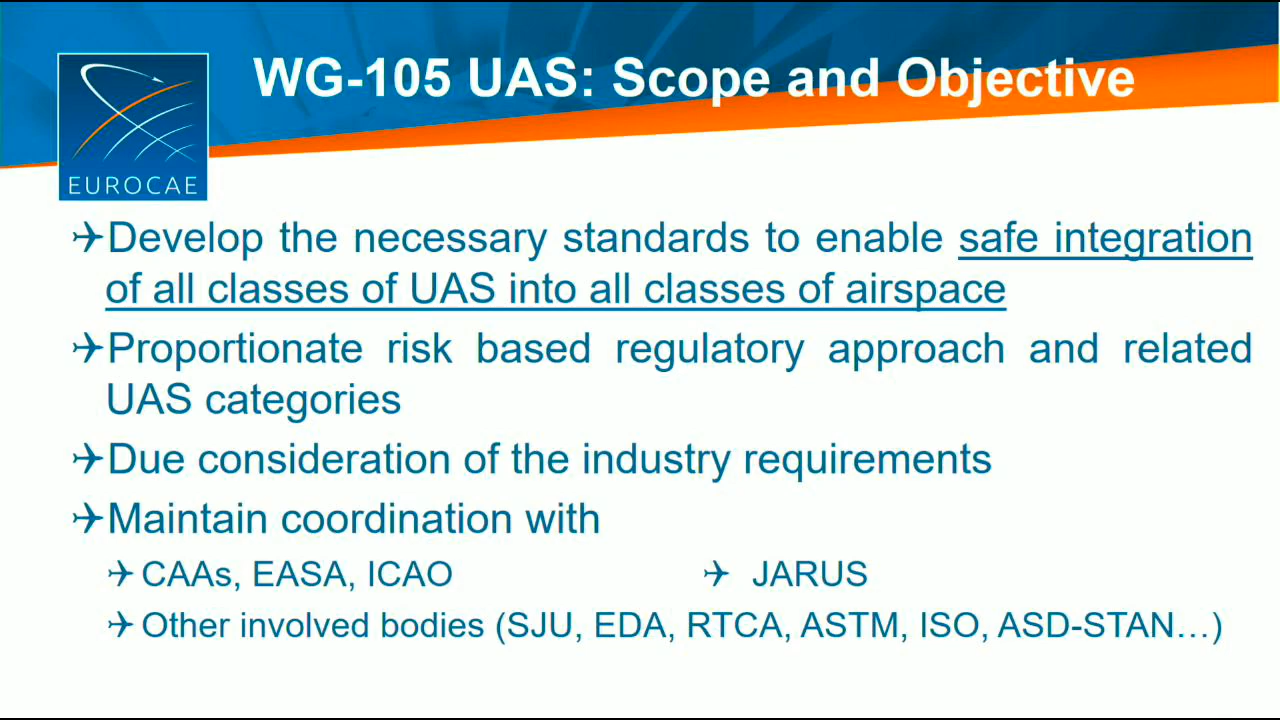 WG-105 UAS: Scope and Objective
EUROCAE
Develop the necessary standards to enable safe integration
of all classes of UAS into all classes of airspace
Proportionate risk based regulatory approach and related
UAS categories
Due consideration of the industry requirements
Maintain coordination with
CAAs, EASA, ICAO
JARUS
Other involved bodies (SJU, EDA, RTCA, ASTM, ISO, ASD-STAN…)